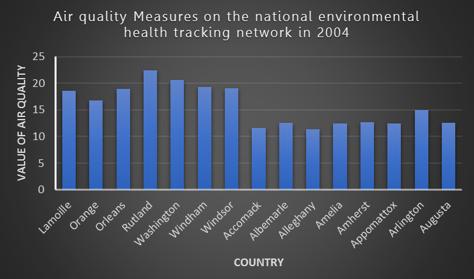 Air quality Measures on the national environmental
health tracking network in 2004
VALUE OF AIR QUALITY
25
20
15
10
5
0
Lamoille
Orange
Orleans
Rutland
Washington
Windham
Windsor
Accomack
Albemarle
Alleghany
Amelia
Amherst
Appomattox
Arlington
Augusta
COUNTRY